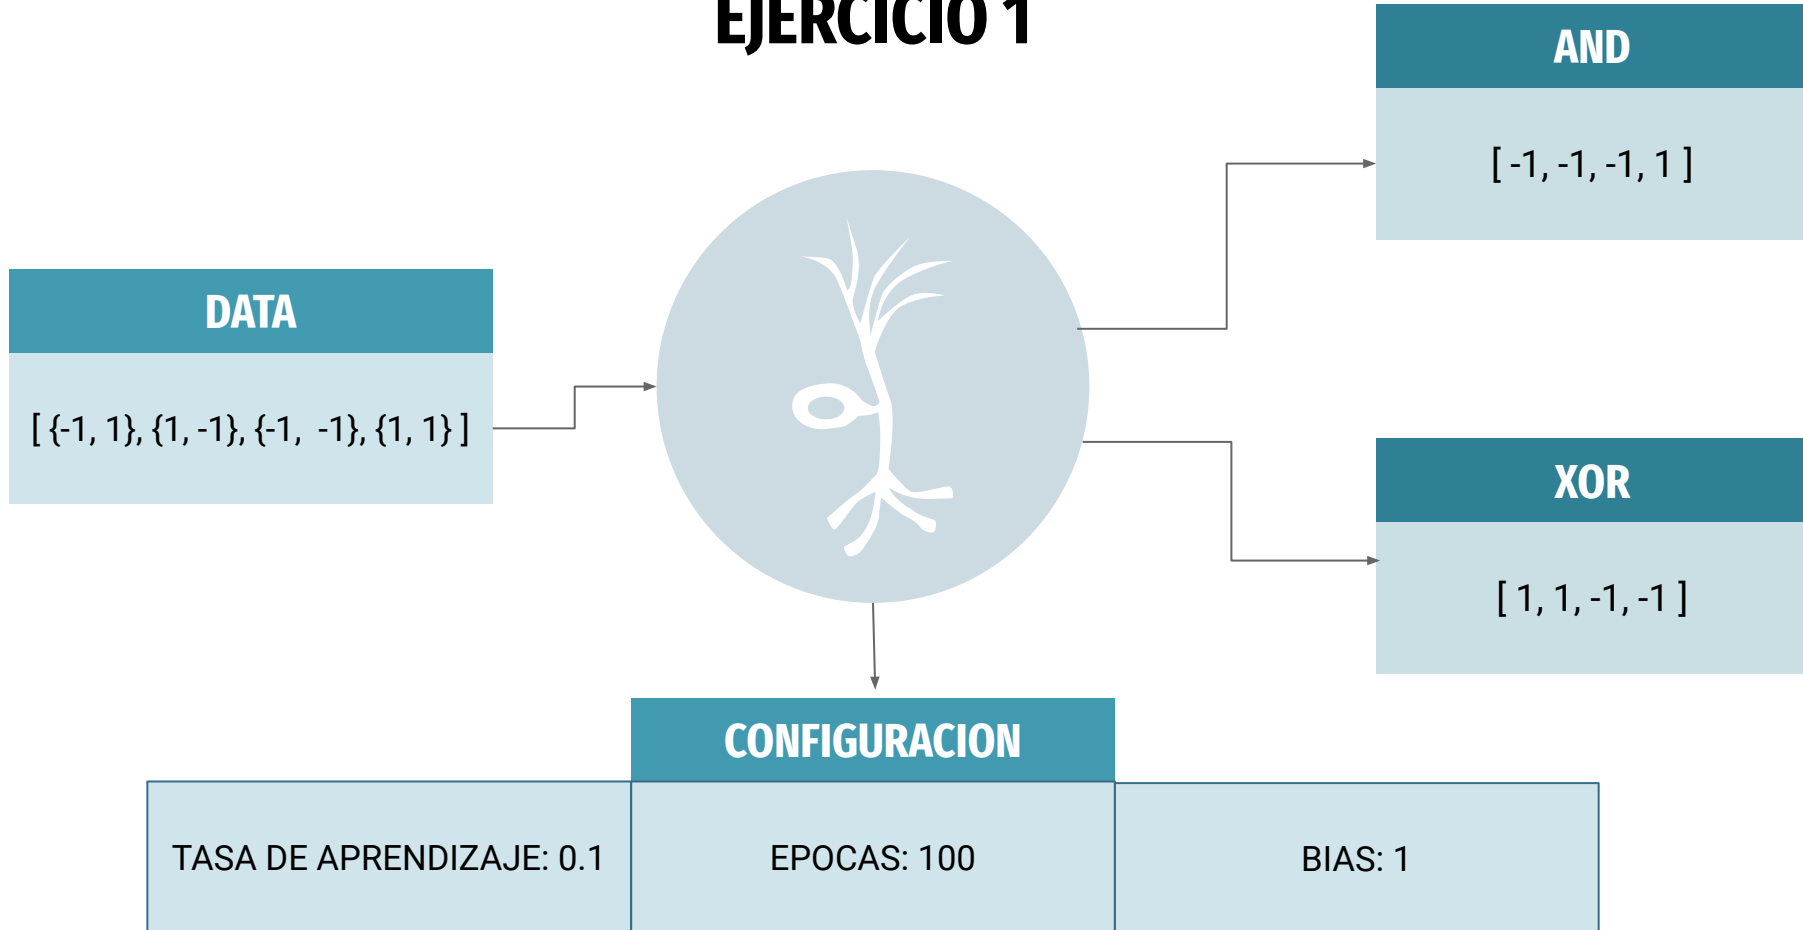 EJERCICIO 1
AND
[ -1, -1, -1, 1 ]
DATA
[ {-1, 1}, {1, -1}, {-1,  -1}, {1, 1} ]
XOR
[ 1, 1, -1, -1 ]
CONFIGURACION
TASA DE APRENDIZAJE: 0.1
EPOCAS: 100
BIAS: 1